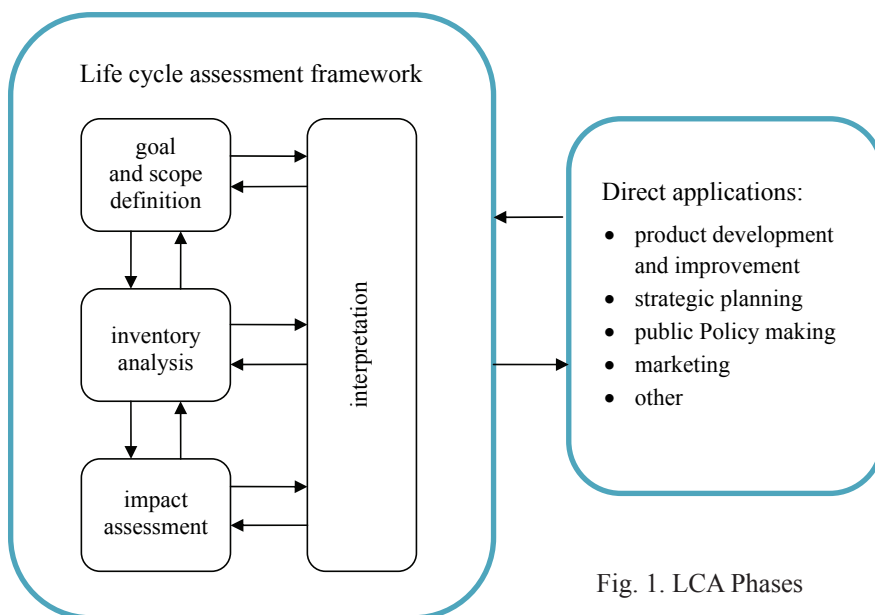 Life cycle assessment framework
goal
and scope
definition
inventory
analysis
impact
assessment
interpretation
Direct applications:
• product development
and improvement
• strategic planning
• public Policy making
• marketing
• other
Fig. 1. LCA Phases